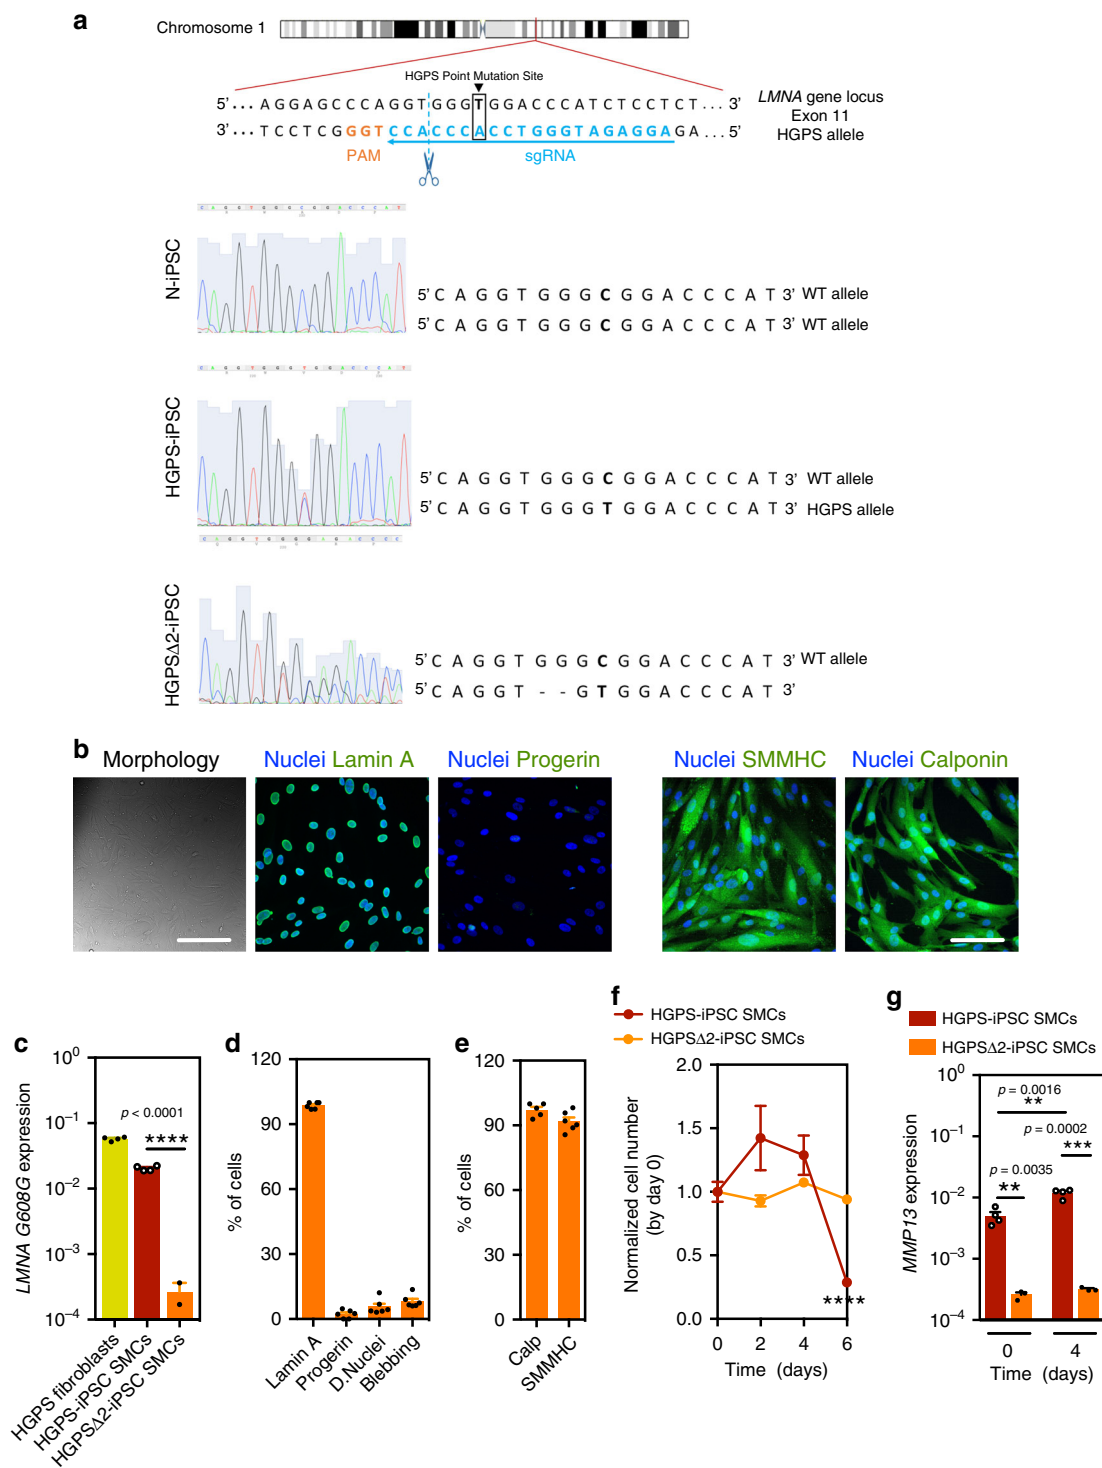 a
Chromosome 1
HGPS Point Mutation Site
5'... AGGAGCCCAGGTGGGTGGACCCATCTCCTCT... 3'
3'... TCCTCGGGTCCACCCACCTGGGTAGAGGAGA... 5'
LMNA gene locus
Exon 11
HGPS allele
PAM
sgRNA
N-iPSC
C A G G T G G G C G G A C C C A T
5' C A G G T G G G C G G A C C C A T 3' WT allele
5' C A G G T G G G C G G A C C C A T 3' WT allele
HGPS-iPSC
C A G G T G G G T G G A C C C A T
5' C A G G T G G G C G G A C C C A T 3' WT allele
5' C A G G T G G G T G G A C C C A T 3' HGPS allele
HGPSΔ2-iPSC
C A G G T G G G G A G A C C C C
5' C A G G T G G G C G G A C C C A T 3' WT allele
5' C A G G T - - G T G G A C C C A T 3'
b
Morphology
Nuclei Lamin A
Nuclei Progerin
Nuclei SMMHC
Nuclei Calponin
c
LMNA G608G expression
10⁰
10⁻¹
10⁻²
10⁻³
10⁻⁴
p < 0.0001
****
HGPS fibroblasts
HGPS-iPSC SMCs
HGPSΔ2-iPSC SMCs
d
% of cells
120
90
60
30
0
Lamin A
Progerin
D.Nuclei
Blebbing
e
% of cells
120
90
60
30
0
Calp
SMMHC
f
HGPS-iPSC SMCs
HGPSΔ2-iPSC SMCs
Normalized cell number
(by day 0)
2.0
1.5
1.0
0.5
0.0
****
0 2 4 6
Time (days)
g
HGPS-iPSC SMCs
HGPSΔ2-iPSC SMCs
MMP13 expression
10⁰
10⁻¹
10⁻²
10⁻³
10⁻⁴
p = 0.0016
**
p = 0.0002
***
p = 0.0035
**
0 4
Time (days)